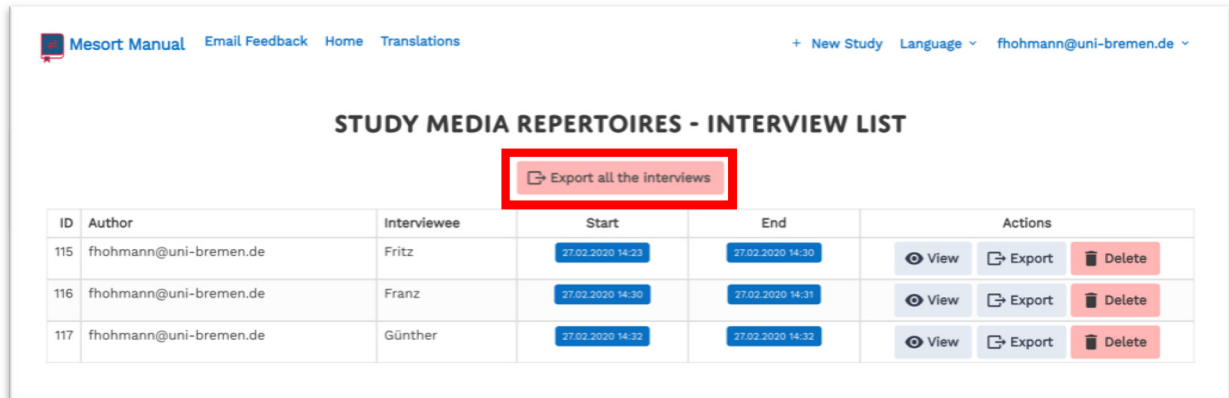 Mesort Manual Email Feedback Home Translations + New Study Language fhohmann@uni-bremen.de
STUDY MEDIA REPERTOIRES - INTERVIEW LIST
Export all the interviews
ID Author Interviewee Start End Actions
115 fhohmann@uni-bremen.de Fritz 27.02.2020 14:23 27.02.2020 14:30 View Export Delete
116 fhohmann@uni-bremen.de Franz 27.02.2020 14:30 27.02.2020 14:31 View Export Delete
117 fhohmann@uni-bremen.de Günther 27.02.2020 14:32 27.02.2020 14:32 View Export Delete